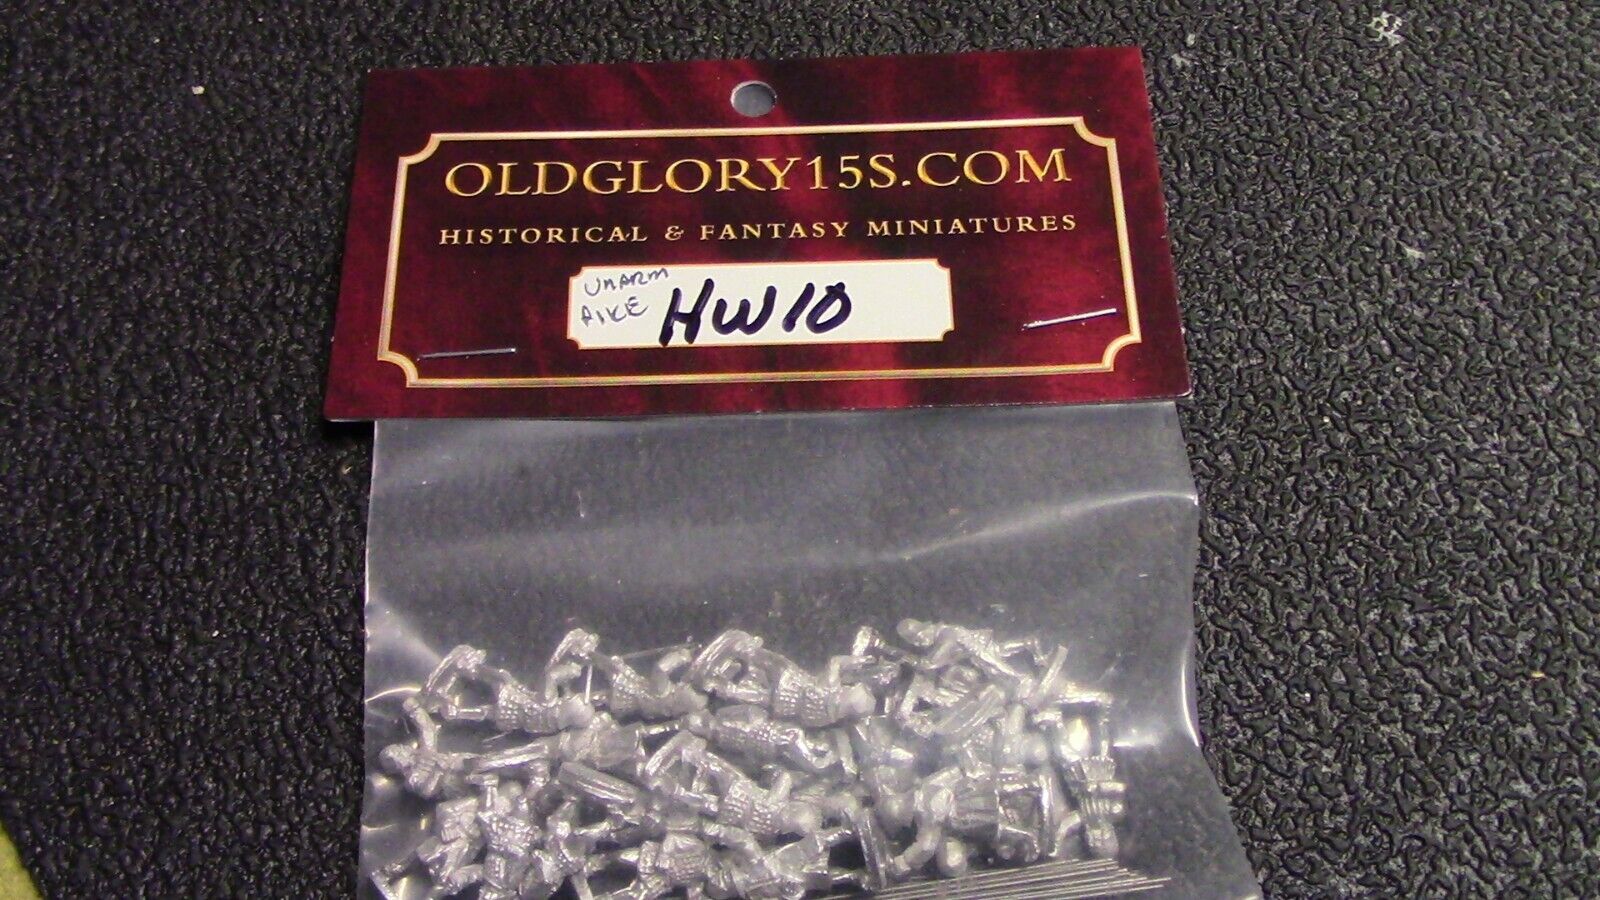 OLDGLORY15S.COM
HISTORICAL & FANTASY MINIATURES
UNARM
PIKE
HW10